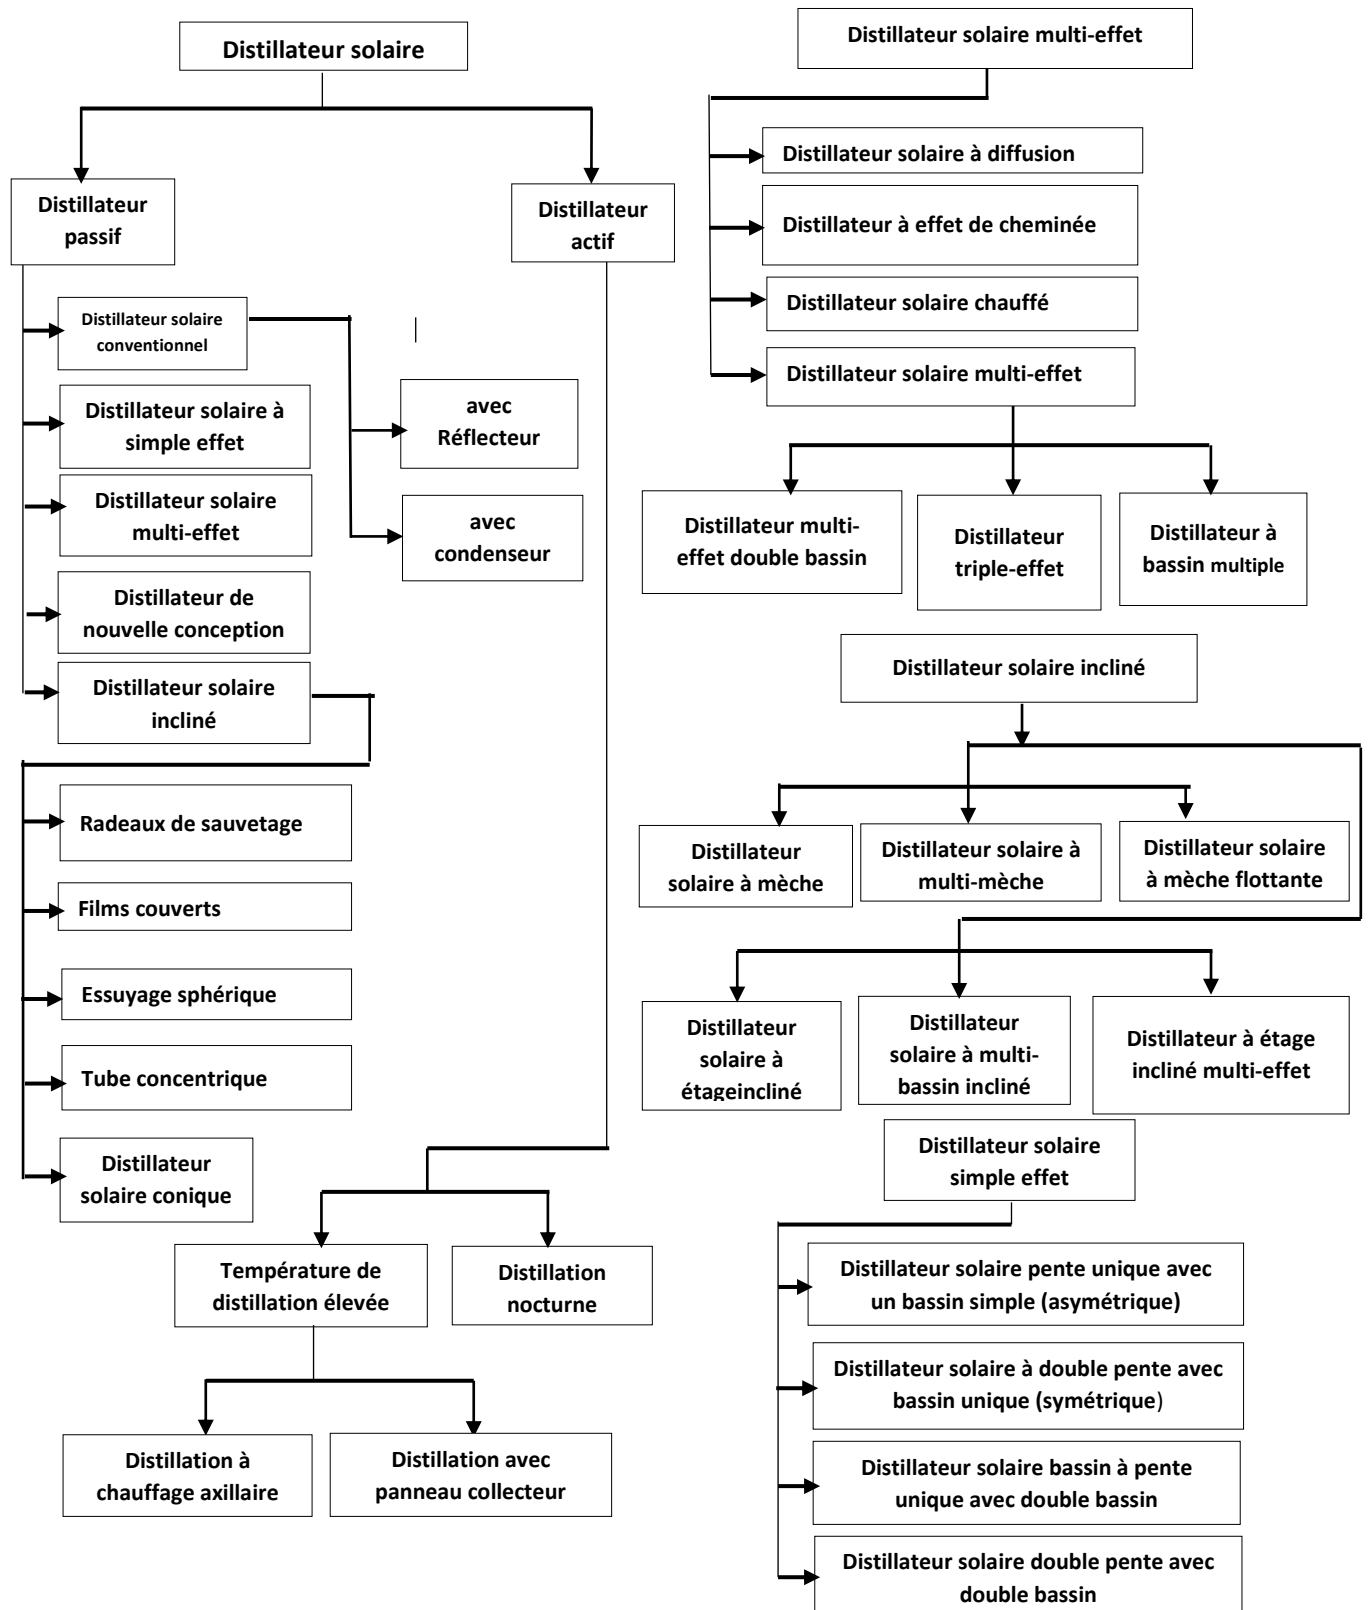 Distillateur solaire
Distillateur
passif
Distillateur
actif
Distillateur solaire
conventionnel
Distillateur solaire à
simple effet
Distillateur solaire
multi-effet
Distillateur de
nouvelle conception
Distillateur solaire
incliné
avec
Réflecteur
avec
condenseur
Radeaux de sauvetage
Films couverts
Essuyage sphérique
Tube concentrique
Distillateur
solaire conique
Température de
distillation élevée
Distillation
nocturne
Distillation à
chauffage axillaire
Distillation avec
panneau collecteur
Distillateur solaire multi-effet
Distillateur solaire à diffusion
Distillateur à effet de cheminée
Distillateur solaire chauffé
Distillateur solaire multi-effet
Distillateur multi-
effet double bassin
Distillateur
triple-effet
Distillateur à
bassin multiple
Distillateur solaire incliné
Distillateur
solaire à mèche
Distillateur solaire à
multi-mèche
Distillateur solaire
à mèche flottante
Distillateur
solaire à
étageincliné
Distillateur
solaire à multi-
bassin incliné
Distillateur à étage
incliné multi-effet
Distillateur solaire
simple effet
Distillateur solaire pente unique avec
un bassin simple (asymétrique)
Distillateur solaire à double pente avec
bassin unique (symétrique)
Distillateur solaire bassin à pente
unique avec double bassin
Distillateur solaire double pente avec
double bassin